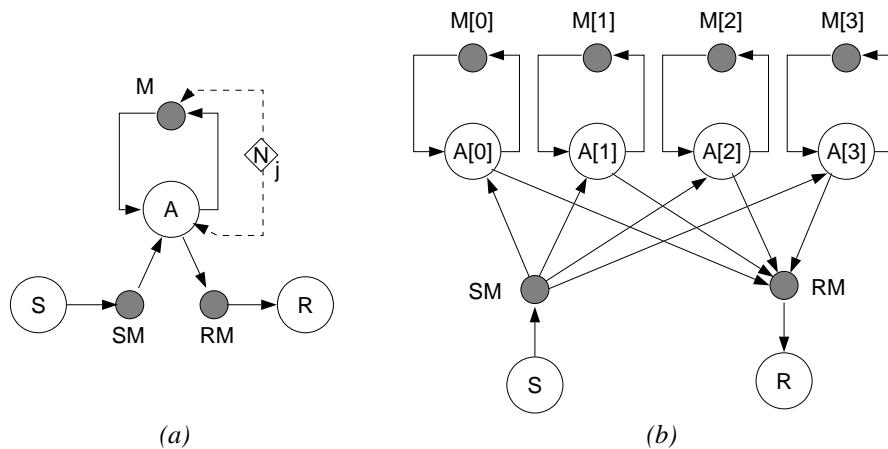 M
N
j
A
S
R
SM
RM
(a)
M[0] M[1] M[2] M[3]
A[0] A[1] A[2] A[3]
SM
RM
S
R
(b)